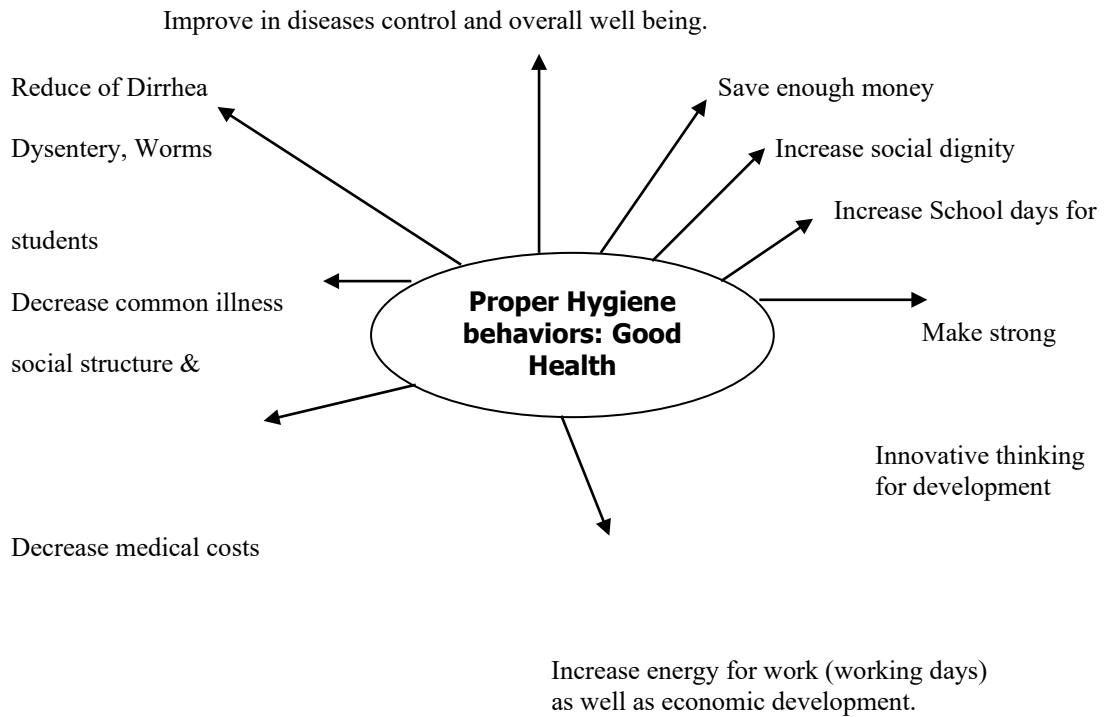 Improve in diseases control and overall well being.
Reduce of Dirrhea
Save enough money
Dysentery, Worms
Increase social dignity
Increase School days for
students
Decrease common illness
Proper Hygiene
behaviors: Good
Health
Make strong
social structure &
Innovative thinking
for development
Decrease medical costs
Increase energy for work (working days)
as well as economic development.